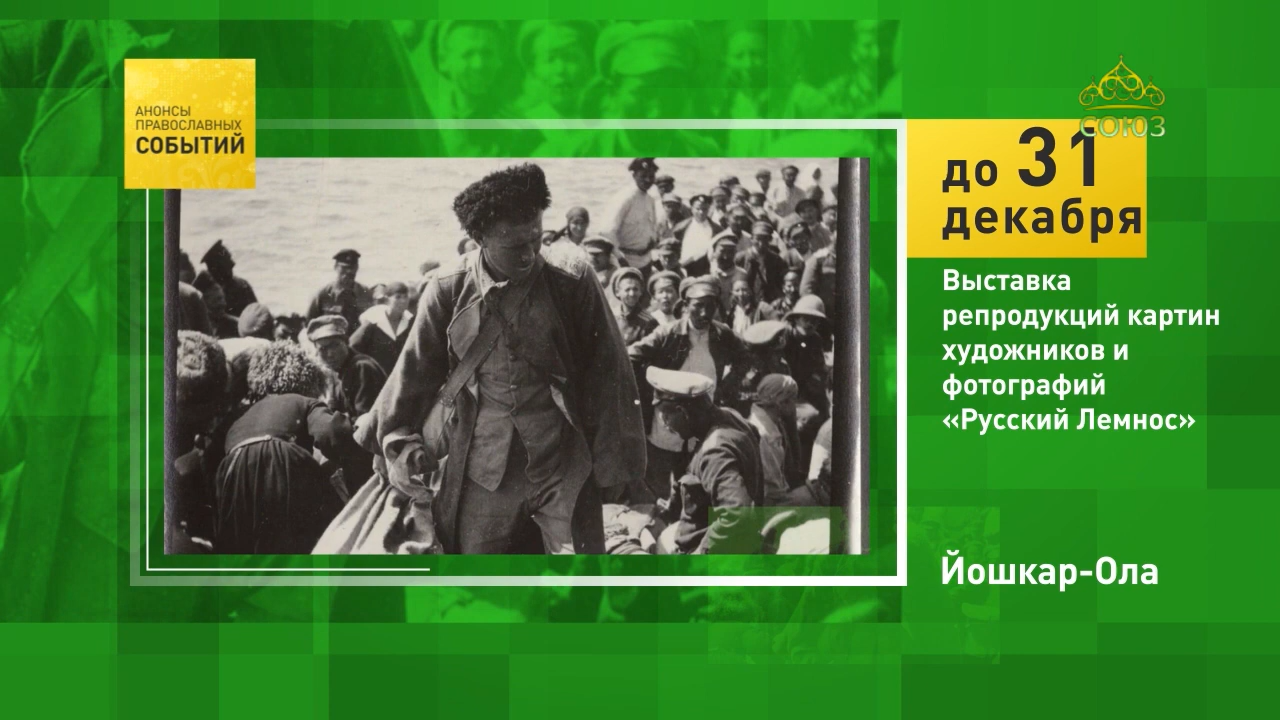 АНОНСЫ
ПРАВОСЛАВНЫХ
СОБЫТИЙ
СОЮЗ
до 31
декабря
Выставка
репродукций картин
художников и
фотографий
«Русский Лемнос»
Йошкар-Ола